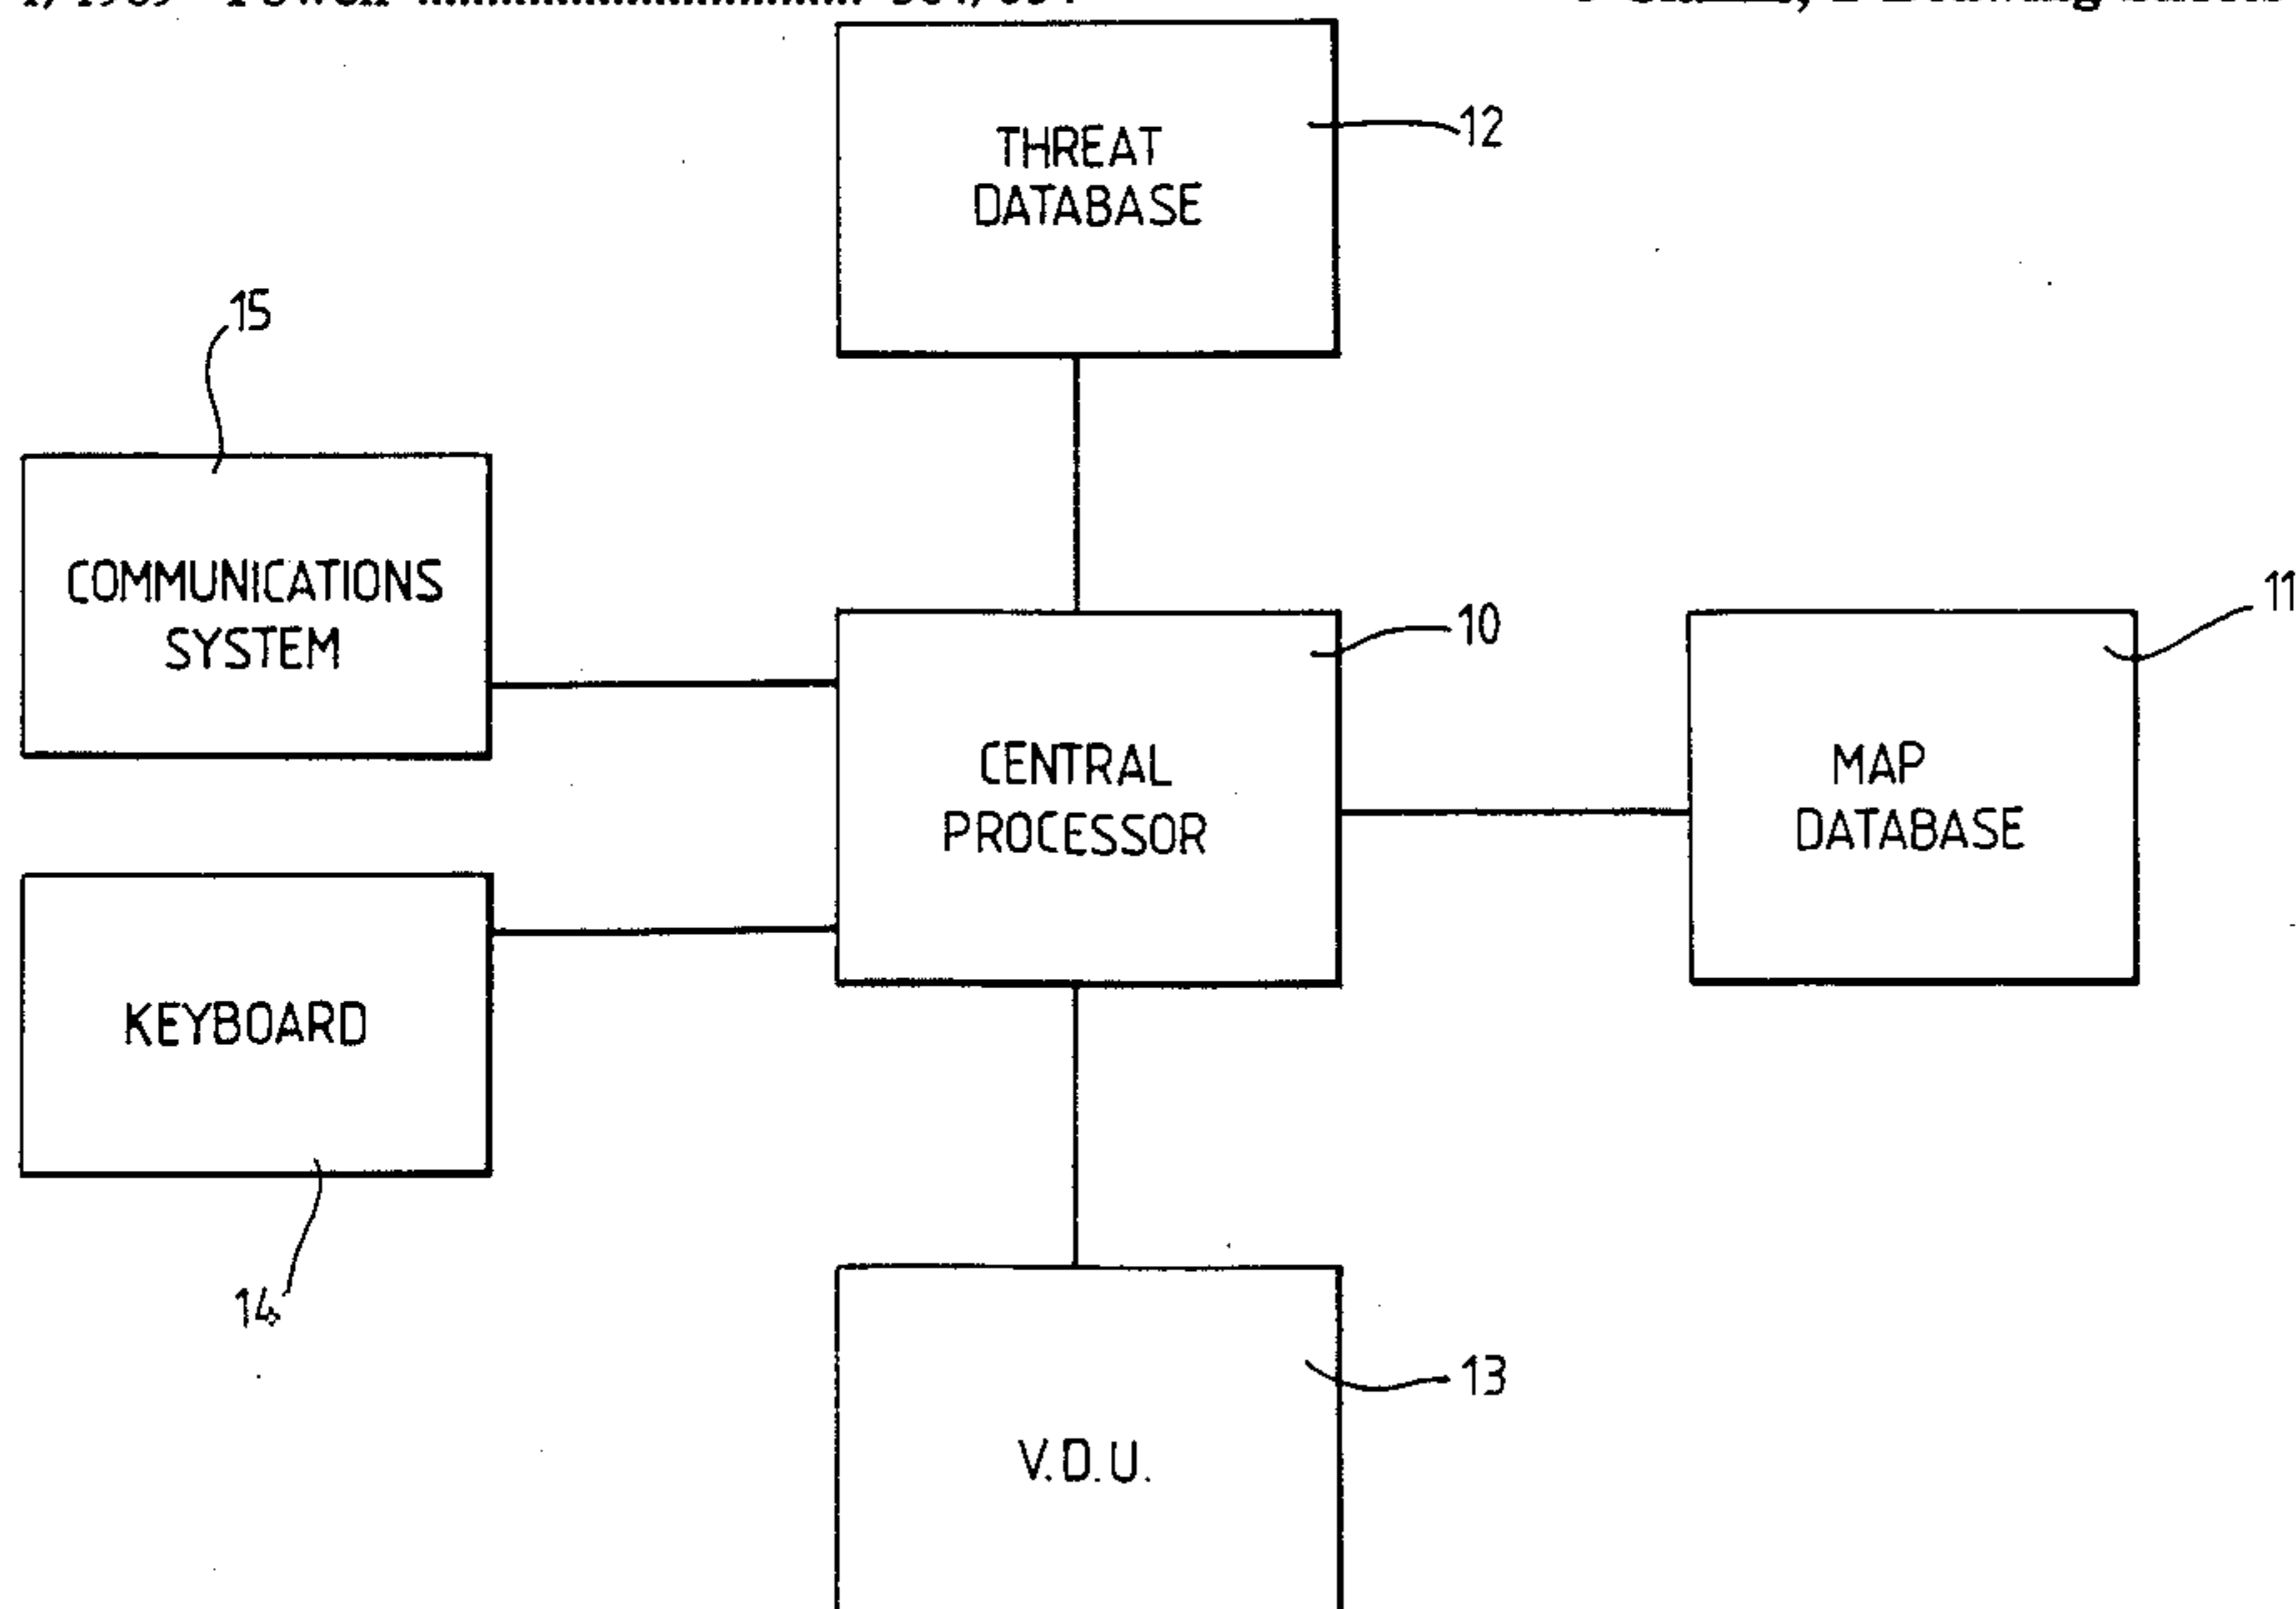 THREAT
DATABASE
12
15
COMMUNICATIONS
SYSTEM
10
11
CENTRAL
PROCESSOR
MAP
DATABASE
KEYBOARD
14
13
V.D.U.